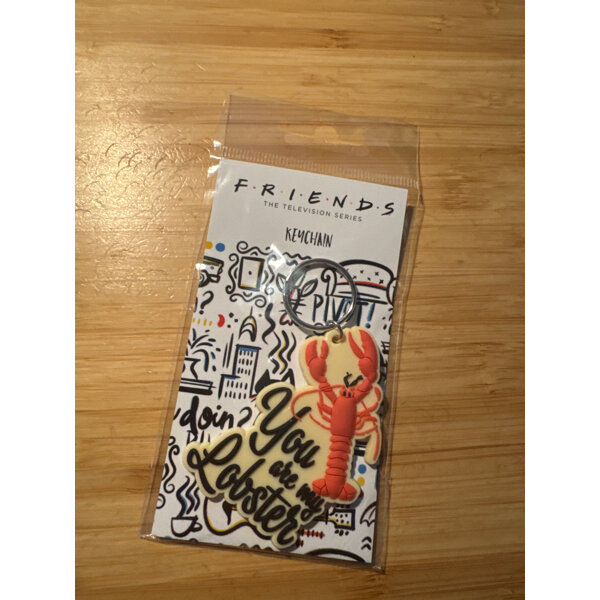 F·R·I·E·N·D·S
THE TELEVISION SERIES
KEYCHAIN
PIVOT!
?
doin?
You
are my
Lobster